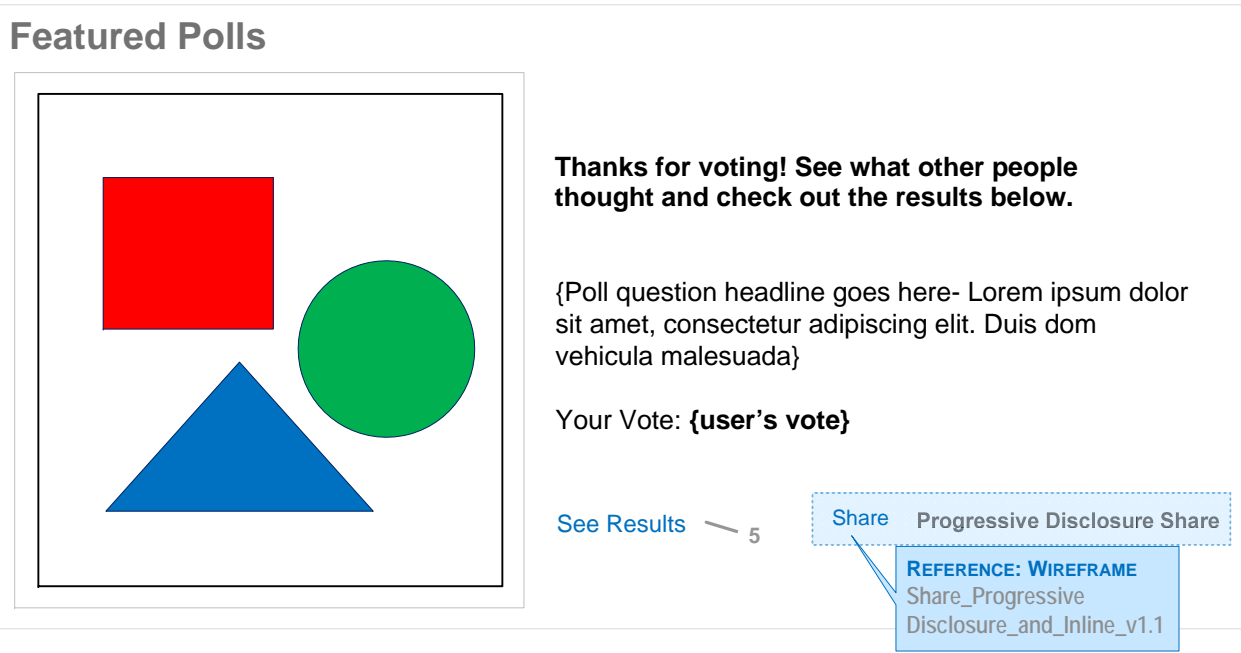 Featured Polls
Thanks for voting! See what other people
thought and check out the results below.
{Poll question headline goes here- Lorem ipsum dolor
sit amet, consectetur adipiscing elit. Duis dom
vehicula malesuada}
Your Vote: {user's vote}
See Results 5
Share Progressive Disclosure Share
REFERENCE: WIREFRAME
Share_Progressive
Disclosure_and_Inline_v1.1